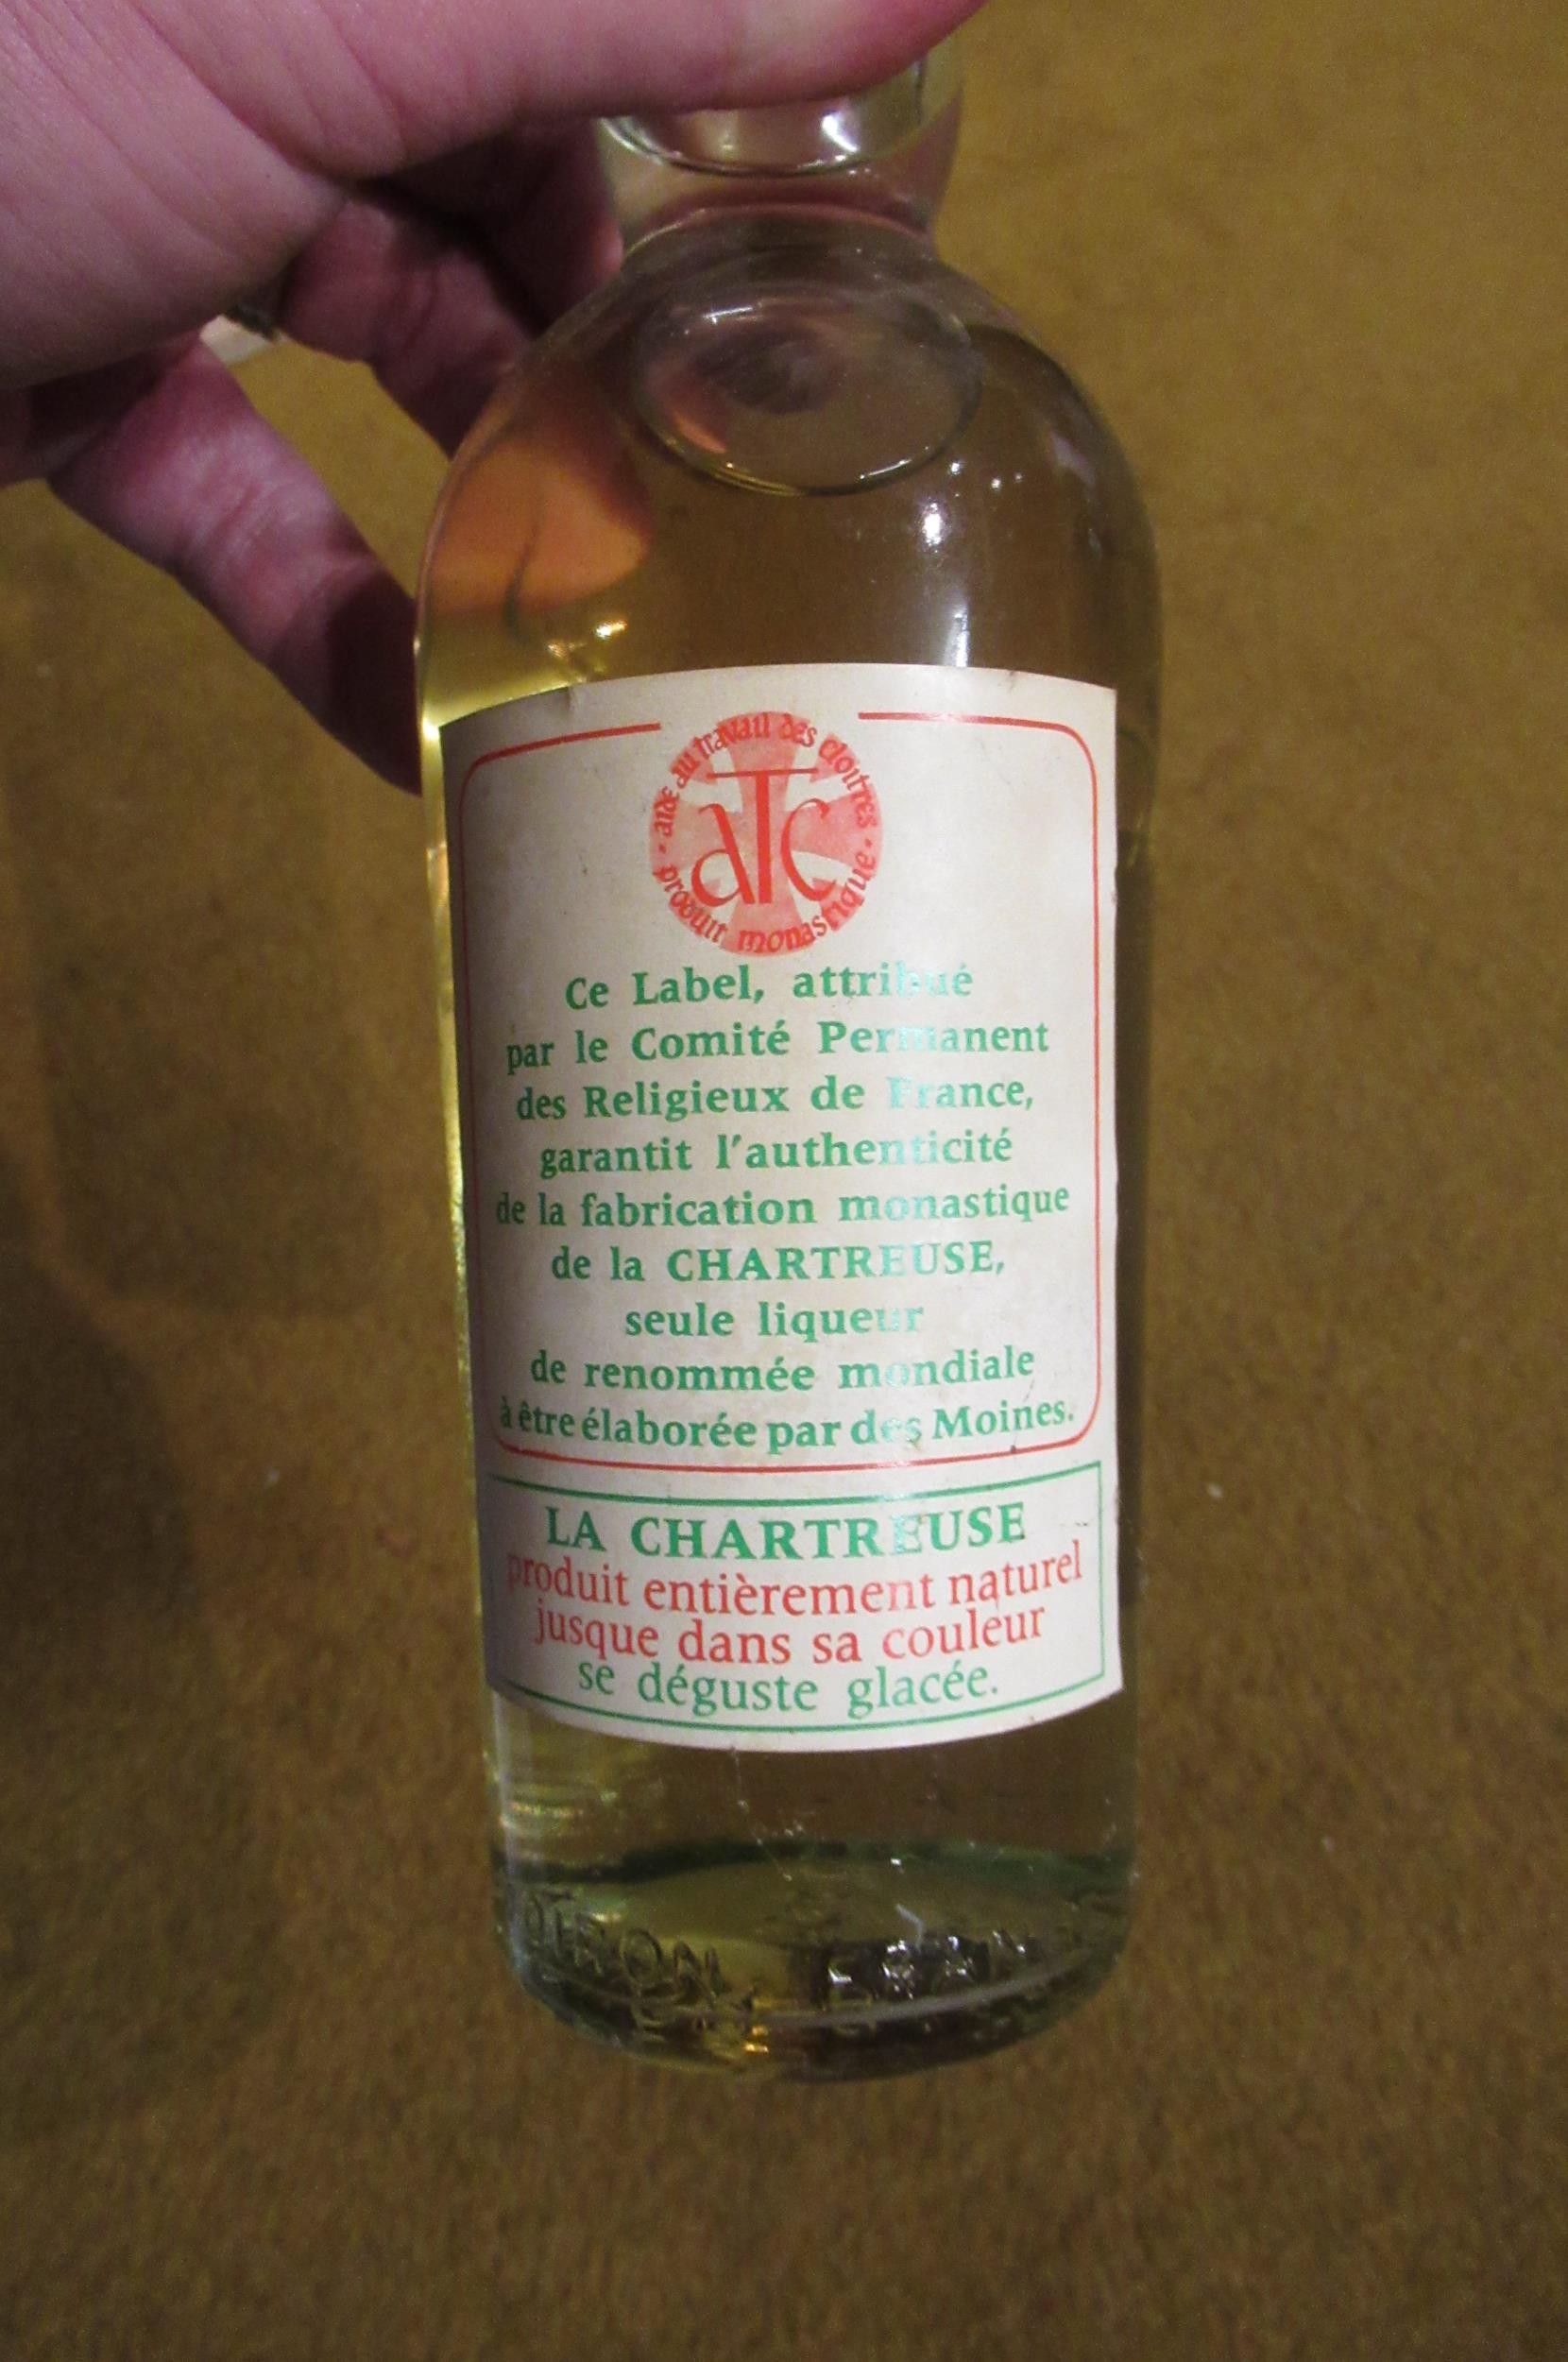 aide au travail des cloîtres
aTc
produit monastique
Ce Label, attribué
par le Comité Permanent
des Religieux de France,
garantit l'authenticité
de la fabrication monastique
de la CHARTREUSE,
seule liqueur
de renommée mondiale
à être élaborée par des Moines.
LA CHARTREUSE
produit entièrement naturel
jusque dans sa couleur
se déguste glacée.